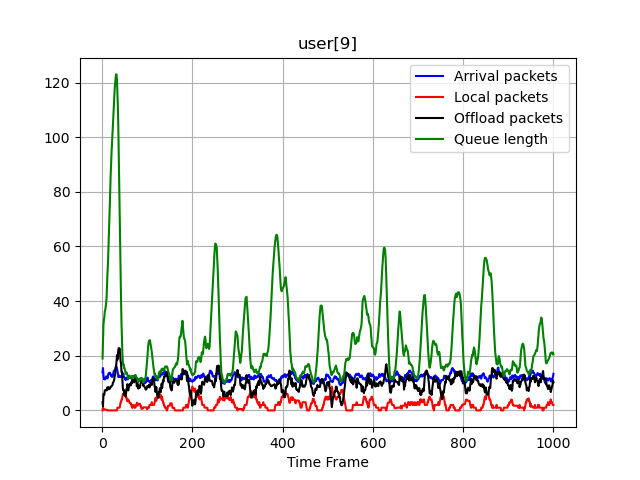 user[9]
Arrival packets
Local packets
Offload packets
Queue length
120
100
80
60
40
20
0
0 200 400 600 800 1000
Time Frame